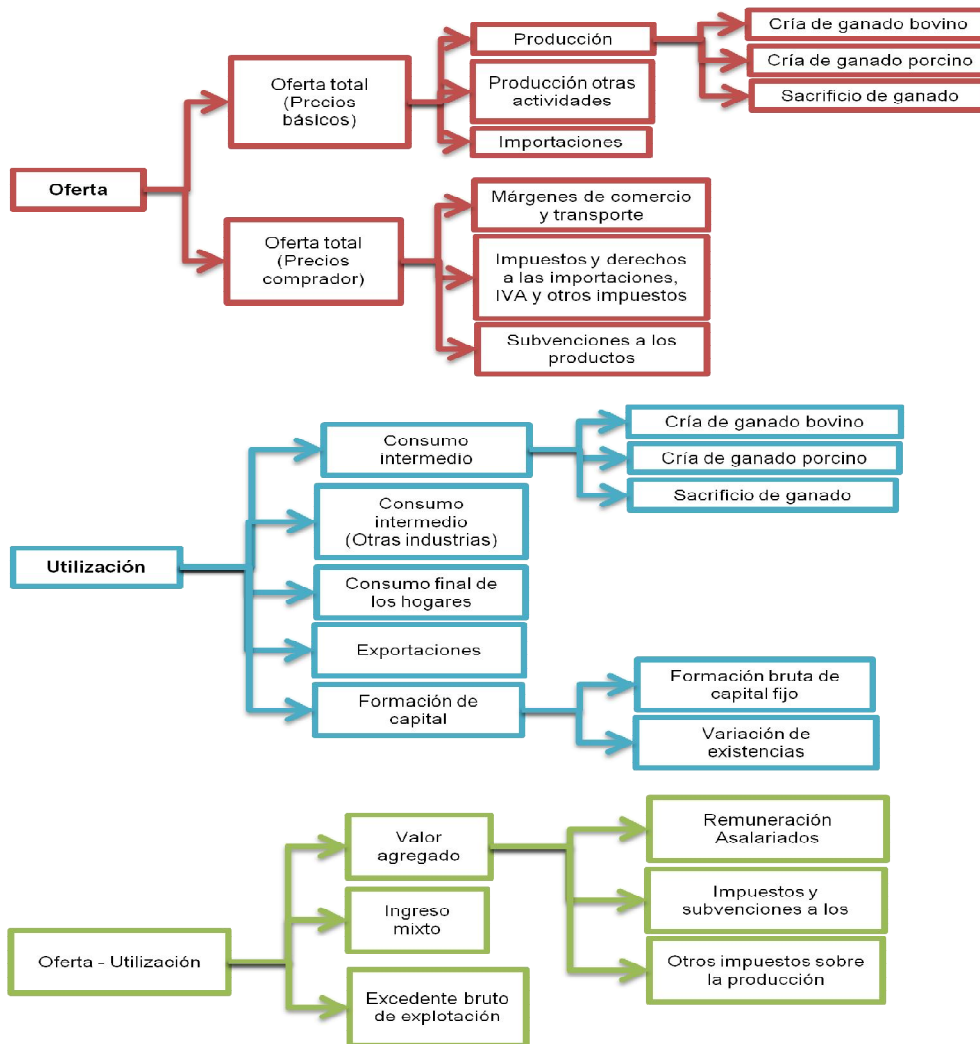 Oferta
Oferta total
(Precios
básicos)
Producción
Cría de ganado bovino
Cría de ganado porcino
Sacrificio de ganado
Producción otras
actividades
Importaciones
Oferta total
(Precios
comprador)
Márgenes de comercio
y transporte
Impuestos y derechos
a las importaciones,
IVA y otros impuestos
Subvenciones a los
productos
Utilización
Consumo
intermedio
Cría de ganado bovino
Cría de ganado porcino
Sacrificio de ganado
Consumo
intermedio
(Otras industrias)
Consumo final de
los hogares
Exportaciones
Formación de
capital
Formación bruta de
capital fijo
Variación de
existencias
Oferta - Utilización
Valor
agregado
Remuneración
Asalariados
Impuestos y
subvenciones a los
Otros impuestos sobre
la producción
Ingreso
mixto
Excedente bruto
de explotación